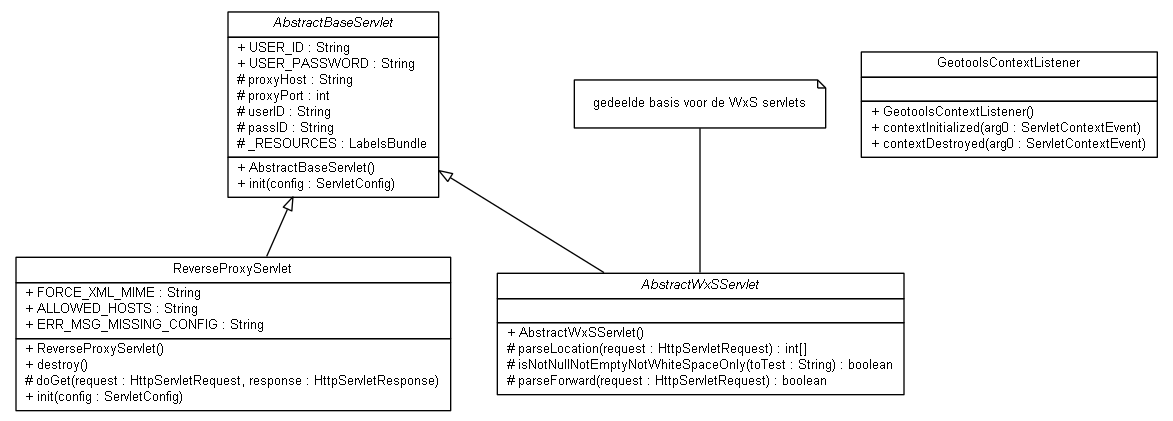 AbstractBaseServlet
+ USER_ID : String
+ USER_PASSWORD : String
# proxyHost : String
# proxyPort : int
# userID : String
# passID : String
# _RESOURCES : LabelsBundle
+ AbstractBaseServlet()
+ init(config : ServletConfig)
gedeelde basis voor de WxS servlets
GeotoolsContextListener
+ GeotoolsContextListener()
+ contextInitialized(arg0 : ServletContextEvent)
+ contextDestroyed(arg0 : ServletContextEvent)
ReverseProxyServlet
+ FORCE_XML_MIME : String
+ ALLOWED_HOSTS : String
+ ERR_MSG_MISSING_CONFIG : String
+ ReverseProxyServlet()
+ destroy()
# doGet(request : HttpServletRequest, response : HttpServletResponse)
+ init(config : ServletConfig)
AbstractWxSServlet
+ AbstractWxSServlet()
# parseLocation(request : HttpServletRequest) : int[]
# isNotNullNotEmptyNotWhiteSpaceOnly(toTest : String) : boolean
# parseForward(request : HttpServletRequest) : boolean